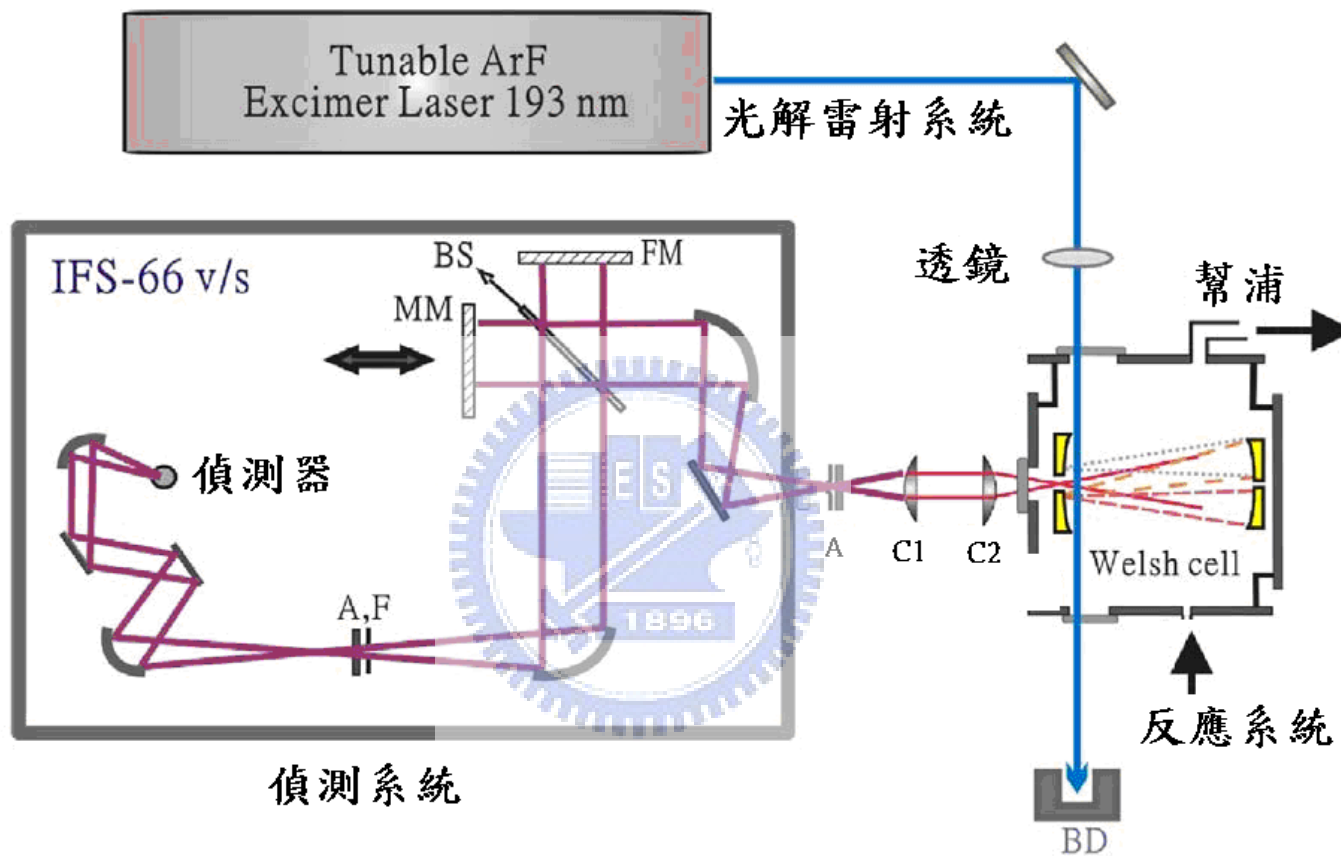 Tunable ArF
Excimer Laser 193 nm
光解雷射系統
IFS-66 v/s
BS
FM
MM
透鏡
幫浦
偵測器
A
C1
C2
Welsh cell
A,F
ES
1896
反應系統
偵測系統
BD